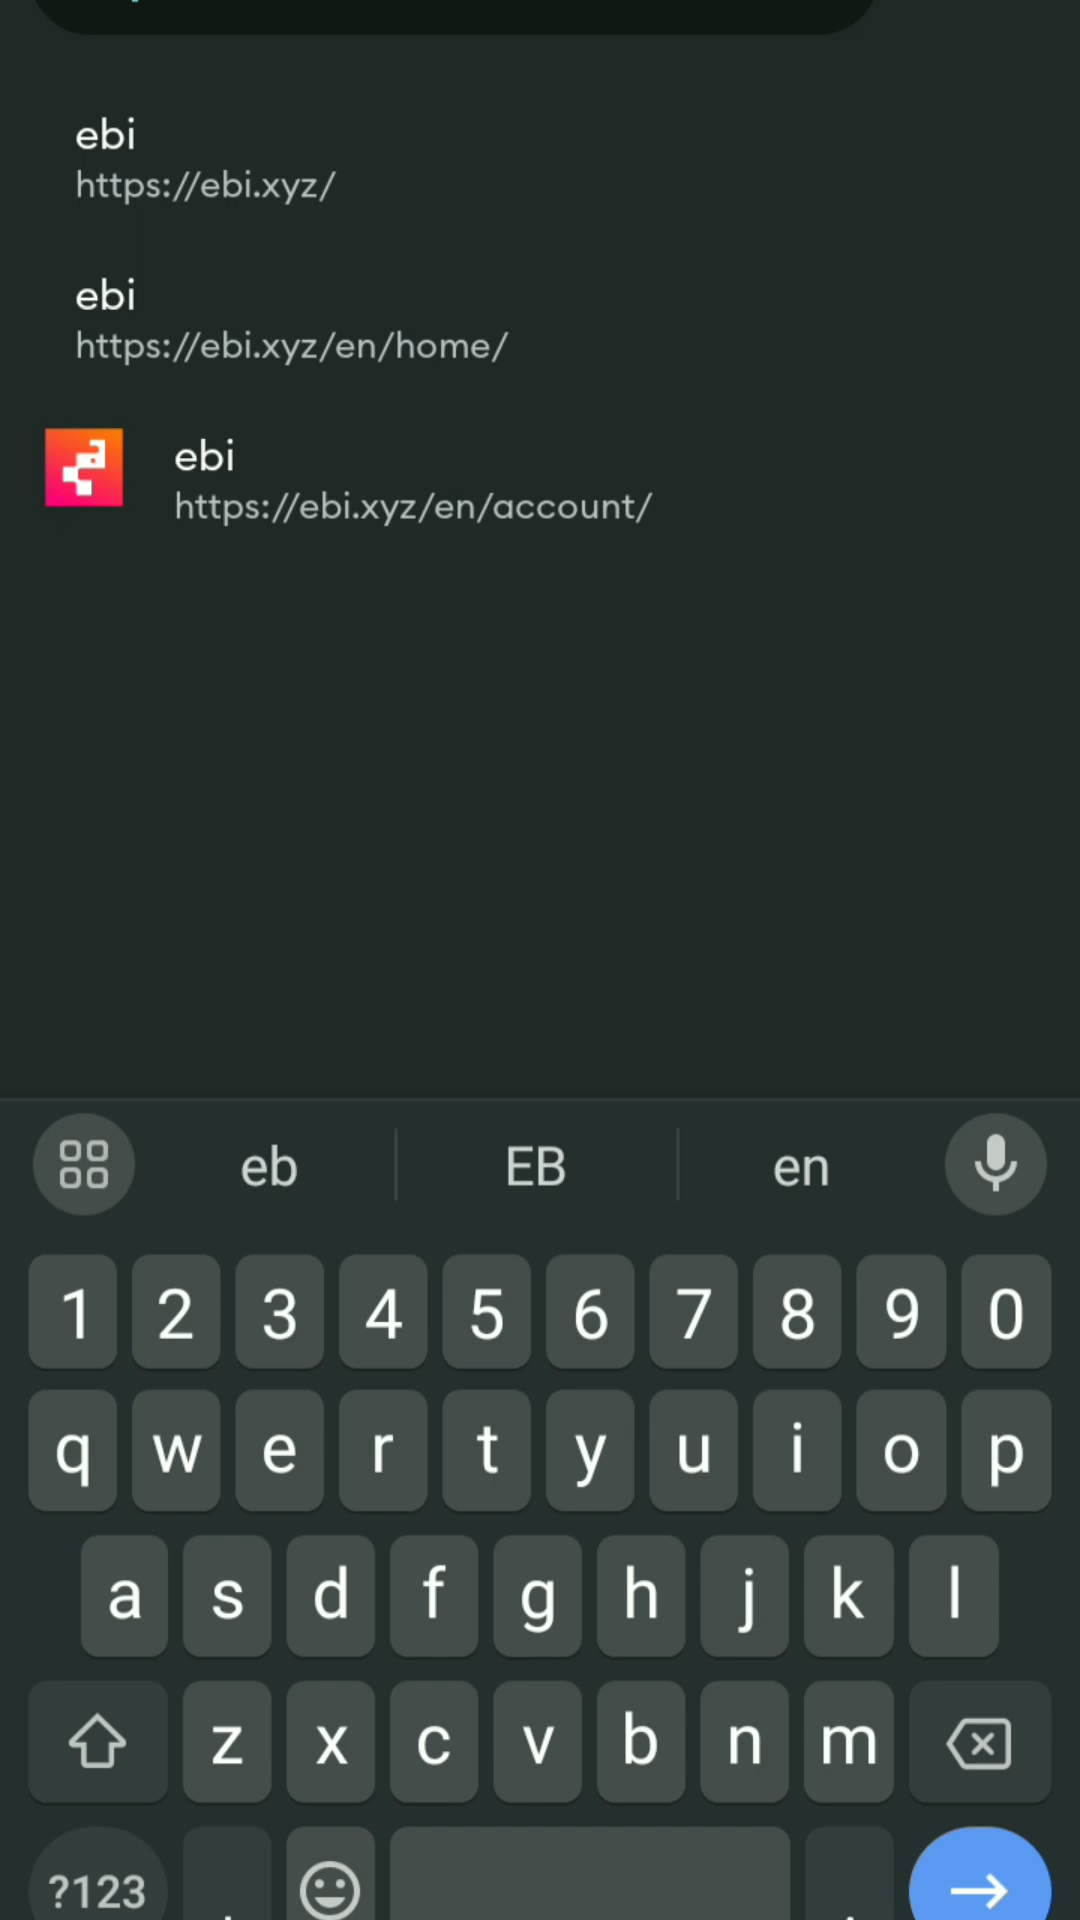 ebi
https://ebi.xyz/
ebi
https://ebi.xyz/en/home/
ebi
https://ebi.xyz/en/account/
eb EB en
1 2 3 4 5 6 7 8 9 0
q w e r t y u i o p
a s d f g h j k l
z x c v b n m
?123